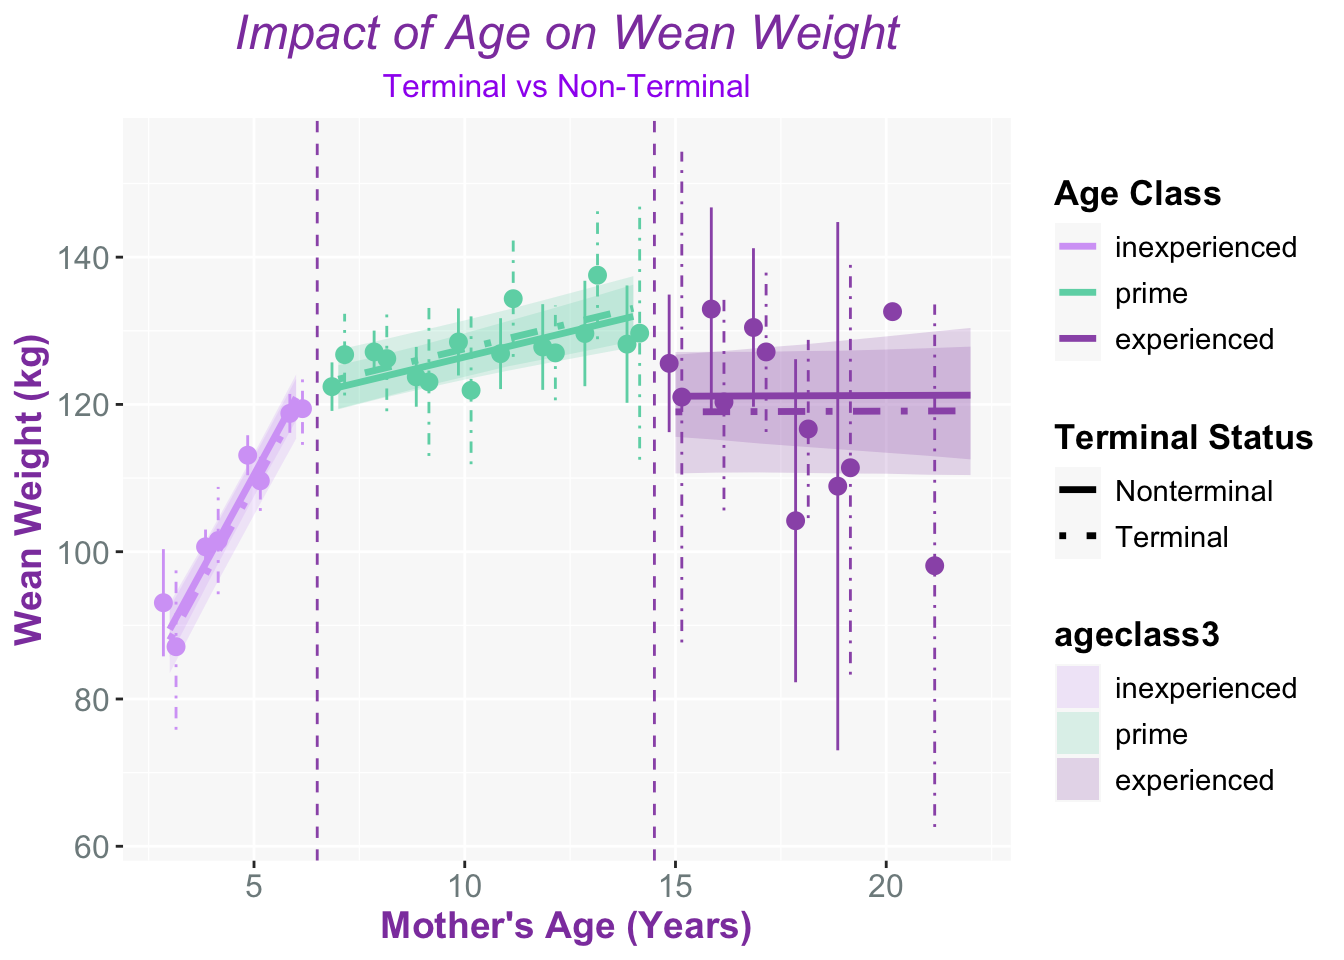 Impact of Age on Wean Weight
Terminal vs Non-Terminal
Wean Weight (kg)
140
120
100
80
60
5
10
15
20
Mother's Age (Years)
Age Class
inexperienced
prime
experienced
Terminal Status
Nonterminal
Terminal
ageclass3
inexperienced
prime
experienced